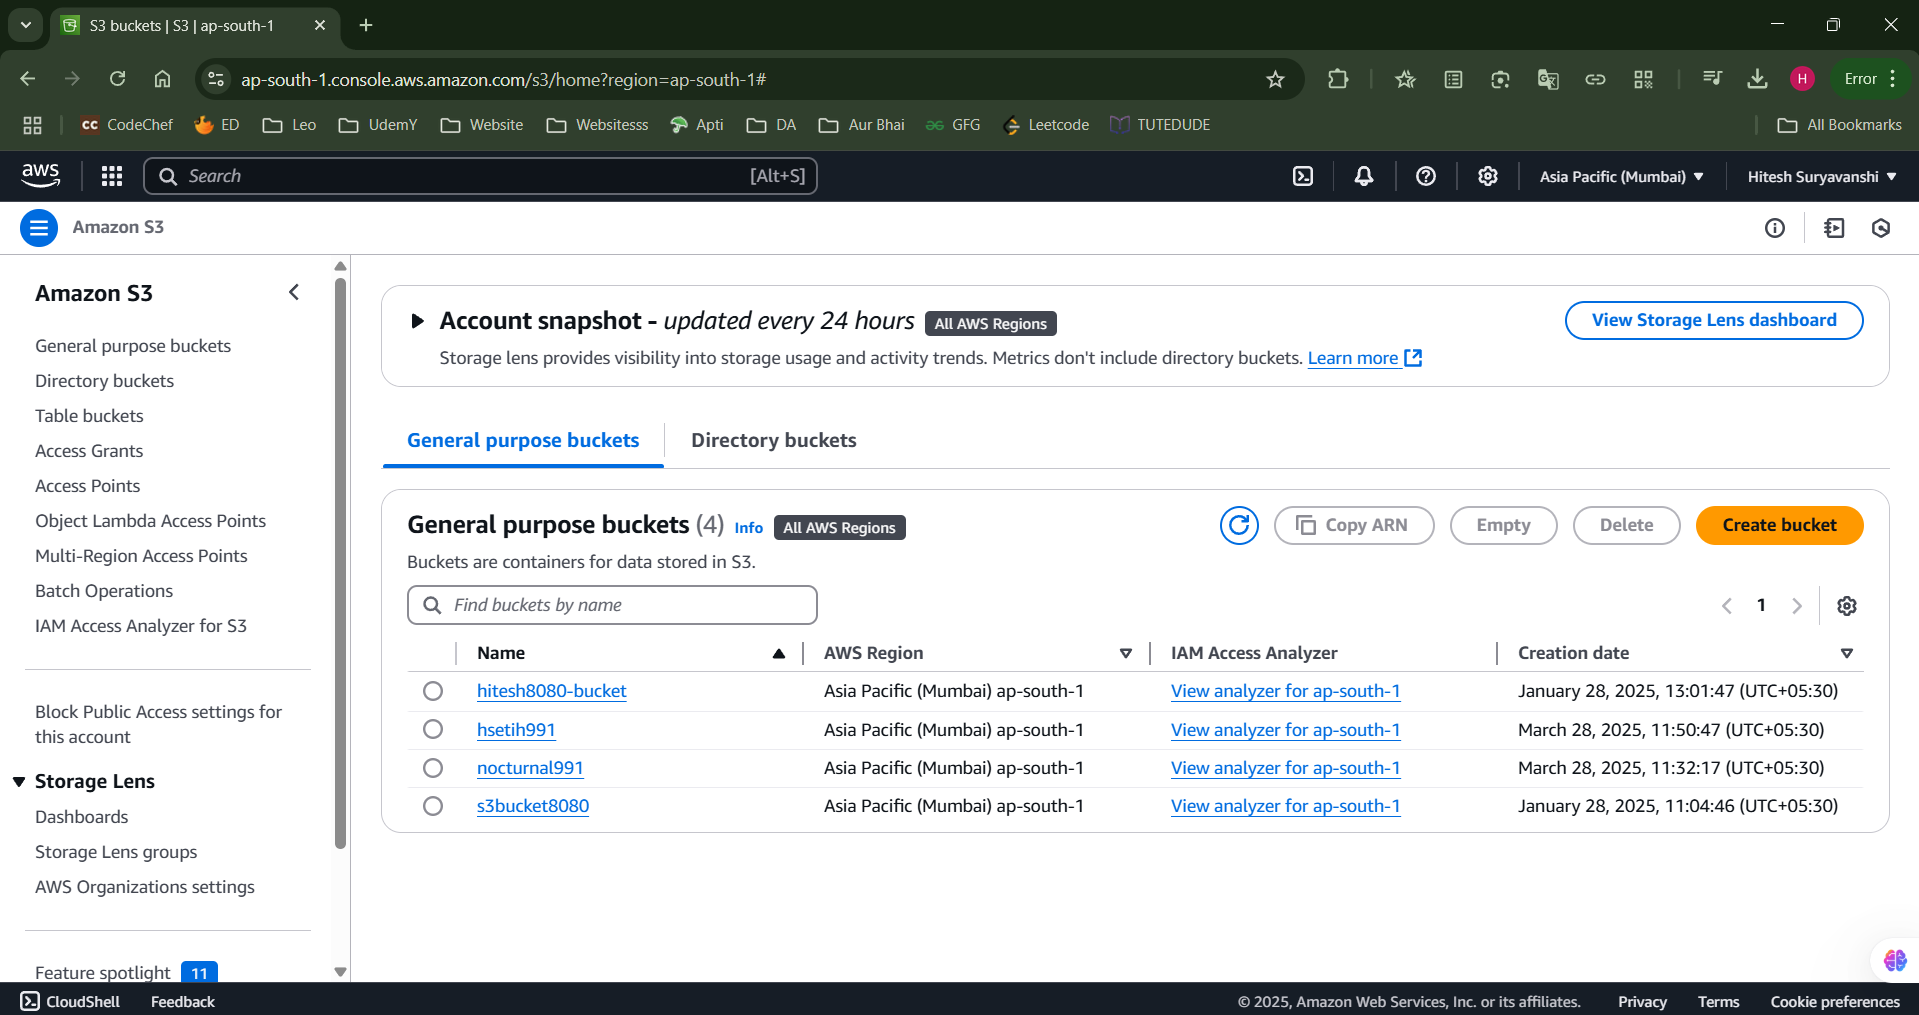 S3 buckets | S3 | ap-south-1
ap-south-1.console.aws.amazon.com/s3/home?region=ap-south-1#
H
Error
CC CodeChef ED Leo UdemY Website Websitesss Apti DA Aur Bhai GFG Leetcode TUTEDUDE All Bookmarks
aws Search [Alt+S] Asia Pacific (Mumbai) Hitesh Suryavanshi
Amazon S3
Amazon S3
General purpose buckets
Directory buckets
Table buckets
Access Grants
Access Points
Object Lambda Access Points
Multi-Region Access Points
Batch Operations
IAM Access Analyzer for S3
Block Public Access settings for
this account
Storage Lens
Dashboards
Storage Lens groups
AWS Organizations settings
Feature spotlight 11
Account snapshot - updated every 24 hours All AWS Regions
View Storage Lens dashboard
Storage lens provides visibility into storage usage and activity trends. Metrics don't include directory buckets. Learn more
General purpose buckets Directory buckets
General purpose buckets (4) Info All AWS Regions
Copy ARN Empty Delete Create bucket
Buckets are containers for data stored in S3.
Find buckets by name
1
Name AWS Region IAM Access Analyzer Creation date
hitesh8080-bucket Asia Pacific (Mumbai) ap-south-1 View analyzer for ap-south-1 January 28, 2025, 13:01:47 (UTC+05:30)
hsetih991 Asia Pacific (Mumbai) ap-south-1 View analyzer for ap-south-1 March 28, 2025, 11:50:47 (UTC+05:30)
nocturnal991 Asia Pacific (Mumbai) ap-south-1 View analyzer for ap-south-1 March 28, 2025, 11:32:17 (UTC+05:30)
s3bucket8080 Asia Pacific (Mumbai) ap-south-1 View analyzer for ap-south-1 January 28, 2025, 11:04:46 (UTC+05:30)
CloudShell Feedback © 2025, Amazon Web Services, Inc. or its affiliates. Privacy Terms Cookie preferences